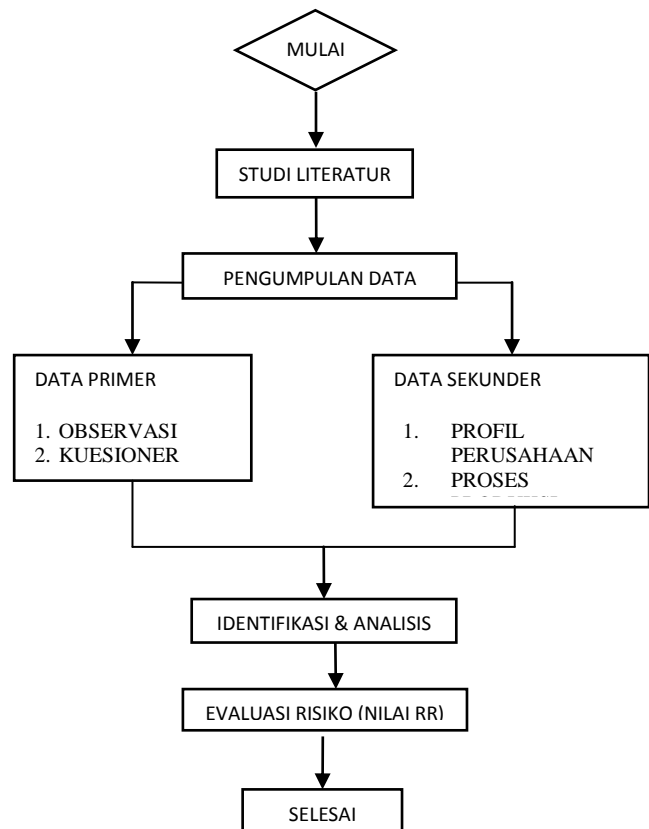 MULAI
STUDI LITERATUR
PENGUMPULAN DATA
DATA PRIMER
1. OBSERVASI
2. KUESIONER
DATA SEKUNDER
1. PROFIL
PERUSAHAAN
2. PROSES
IDENTIFIKASI & ANALISIS
EVALUASI RISIKO (NILAI RR)
SELESAI